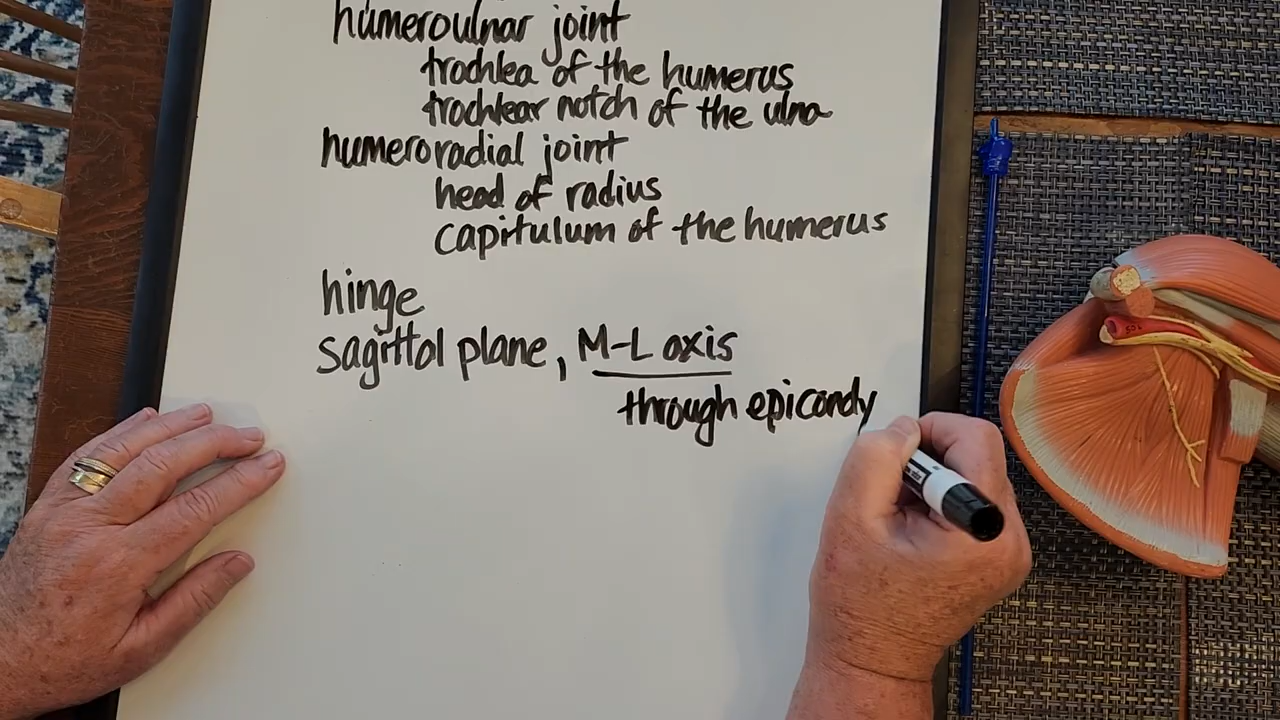 humeroulnar joint
trochlea of the humerus
trochlear notch of the ulna
humeroradial joint
head of radius
capitulum of the humerus
hinge
sagittal plane, M-L axis
through epicondy